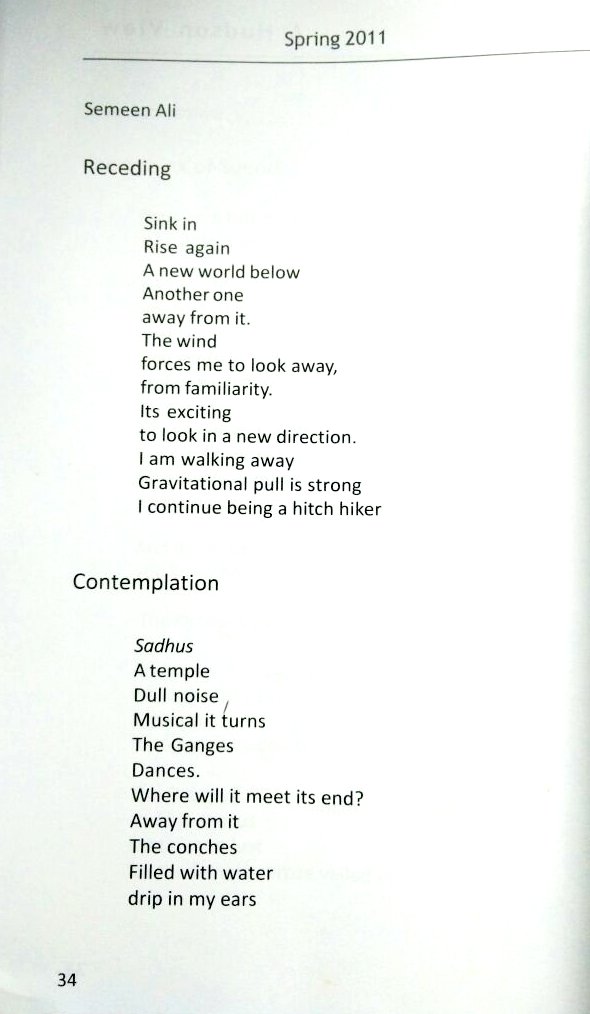 Spring 2011
Semeen Ali
Receding
Sink in
Rise again
A new world below
Another one
away from it.
The wind
forces me to look away,
from familiarity.
Its exciting
to look in a new direction.
I am walking away
Gravitational pull is strong
I continue being a hitch hiker
Contemplation
Sadhus
A temple
Dull noise
Musical it turns
The Ganges
Dances.
Where will it meet its end?
Away from it
The conches
Filled with water
drip in my ears
34